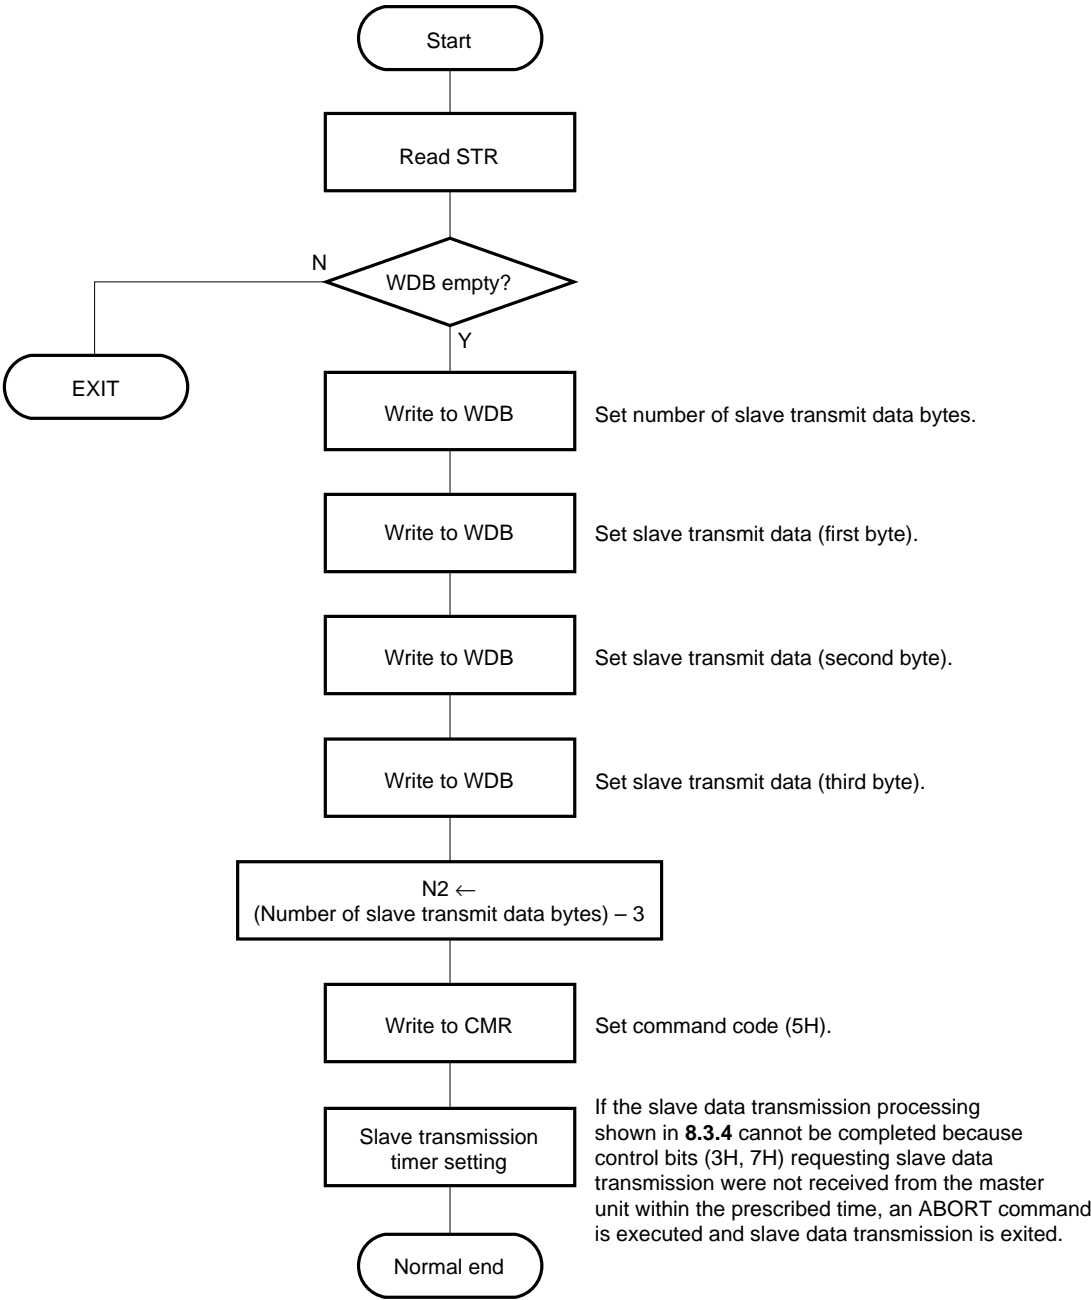 Start
Read STR
N
WDB empty?
Y
EXIT
Write to WDB
Set number of slave transmit data bytes.
Write to WDB
Set slave transmit data (first byte).
Write to WDB
Set slave transmit data (second byte).
Write to WDB
Set slave transmit data (third byte).
N2 ←
(Number of slave transmit data bytes) – 3
Write to CMR
Set command code (5H).
Slave transmission
timer setting
If the slave data transmission processing
shown in 8.3.4 cannot be completed because
control bits (3H, 7H) requesting slave data
transmission were not received from the master
unit within the prescribed time, an ABORT command
is executed and slave data transmission is exited.
Normal end